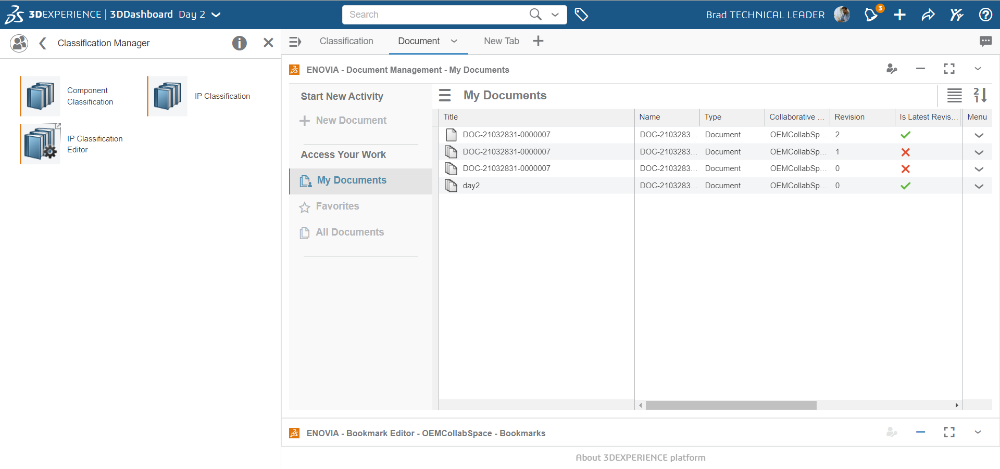 3DEXPERIENCE | 3DDashboard Day 2
Search
Brad TECHNICAL LEADER
3
Classification Manager
Component
Classification
IP Classification
IP Classification
Editor
Classification
Document
New Tab
ENOVIA - Document Management - My Documents
Start New Activity
New Document
Access Your Work
My Documents
Favorites
All Documents
My Documents
2
1
Title Name Type Collaborative ... Revision Is Latest Revis... Menu
DOC-21032831-0000007 DOC-2103283... Document OEMCollabSp... 2
DOC-21032831-0000007 DOC-2103283... Document OEMCollabSp... 1
DOC-21032831-0000007 DOC-2103283... Document OEMCollabSp... 0
day2 DOC-2103283... Document OEMCollabSp... 0
ENOVIA - Bookmark Editor - OEMCollabSpace - Bookmarks
About 3DEXPERIENCE platform